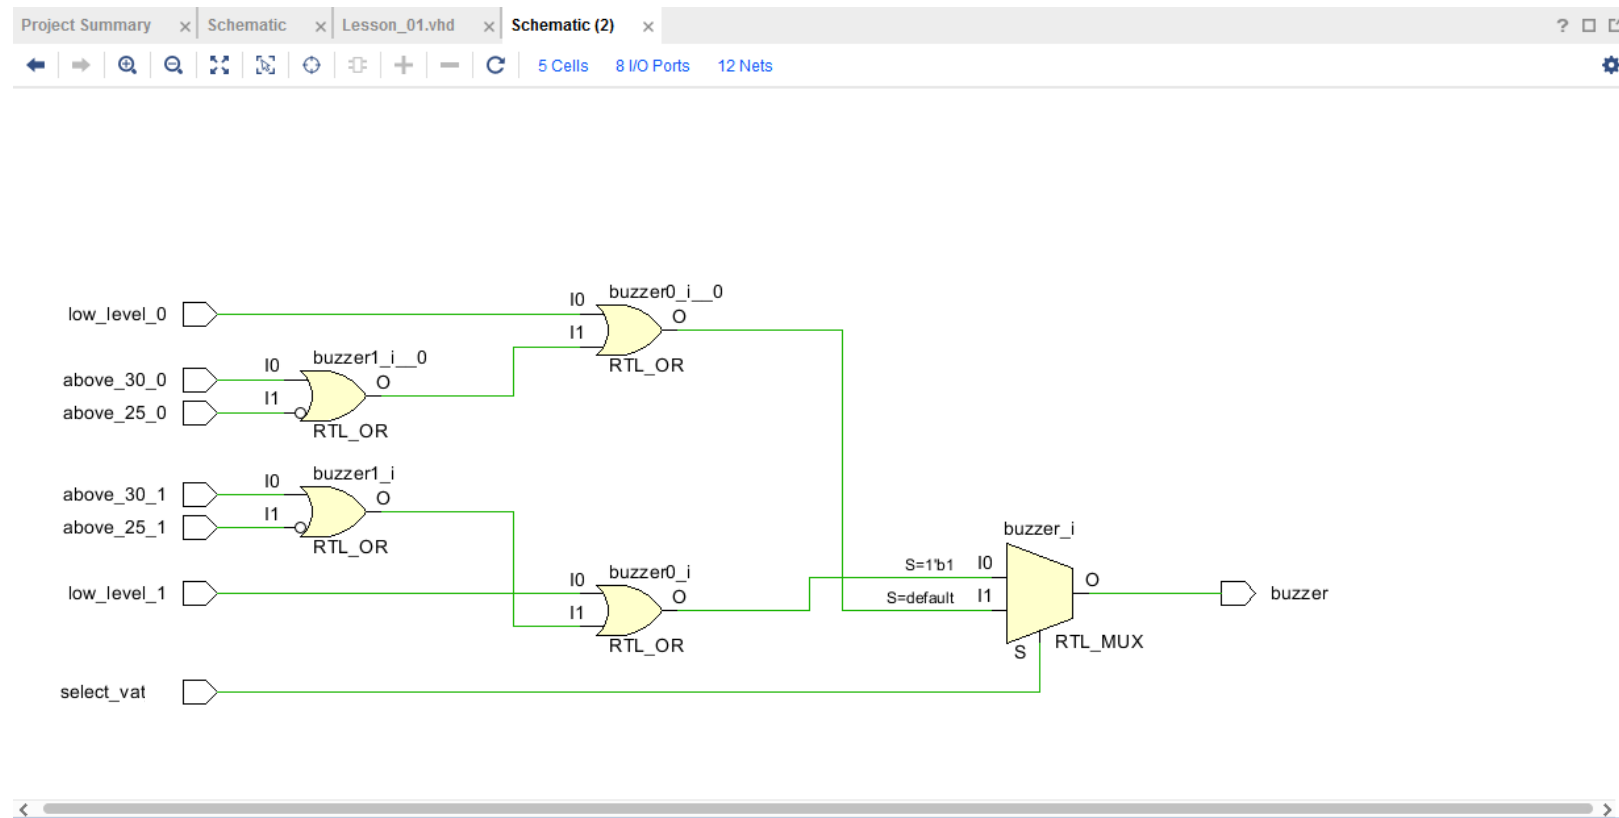 Project Summary
Schematic
Lesson_01.vhd
Schematic (2)
5 Cells
8 I/O Ports
12 Nets
low_level_0
I0
buzzer0_i__0
O
I1
RTL_OR
above_30_0
I0
buzzer1_i__0
O
above_25_0
I1
RTL_OR
above_30_1
I0
buzzer1_i
O
above_25_1
I1
RTL_OR
low_level_1
I0
buzzer0_i
O
I1
RTL_OR
buzzer_i
S=1'b1
I0
O
S=default
I1
S
RTL_MUX
buzzer
select_vat